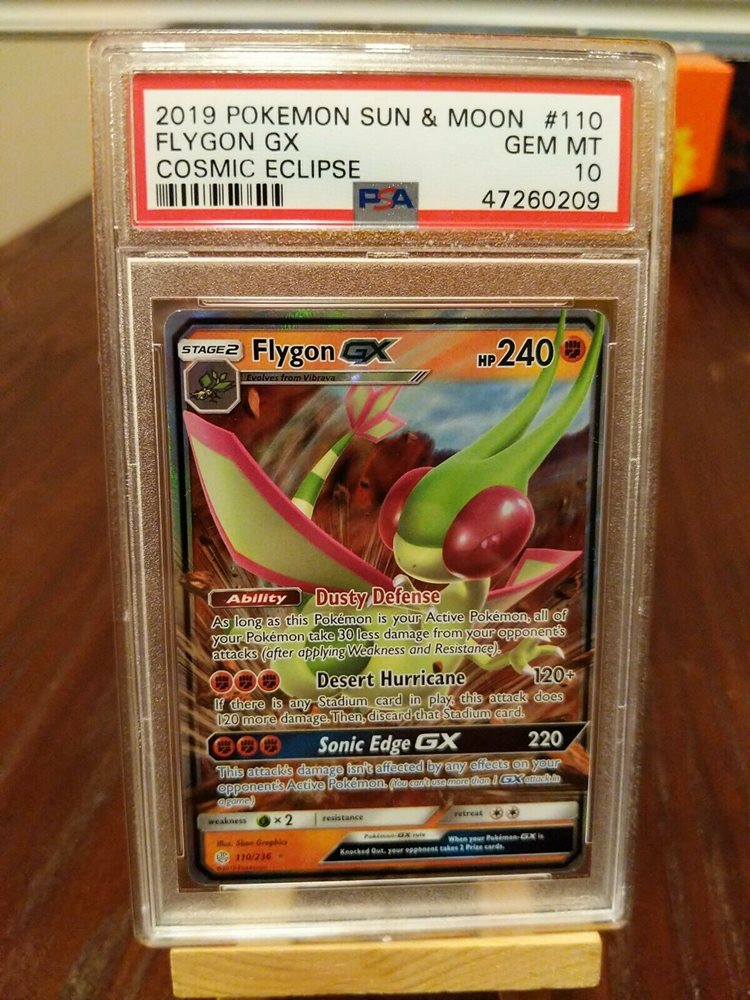 2019 POKEMON SUN & MOON #110
FLYGON GX GEM MT
COSMIC ECLIPSE 10
PSA 47260209
STAGE2 Flygon GX HP240
Evolves from Vibrava
Ability Dusty Defense
As long as this Pokémon is your Active Pokémon, all of
your Pokémon take 30 less damage from your opponent's
attacks (after applying Weakness and Resistance).
Desert Hurricane 120+
If there is any Stadium card in play, this attack does
120 more damage. Then, discard that Stadium card.
Sonic Edge GX 220
This attack's damage isn't affected by any effects on your
opponent's Active Pokémon. (You can't use more than 1 GX attack in
a game.)
weakness ×2 resistance retreat
Illus. 5ban Graphics Pokémon-GX rule When your Pokémon-GX is
110/236 Knocked Out, your opponent takes 2 Prize cards.
©2019 Pokémon